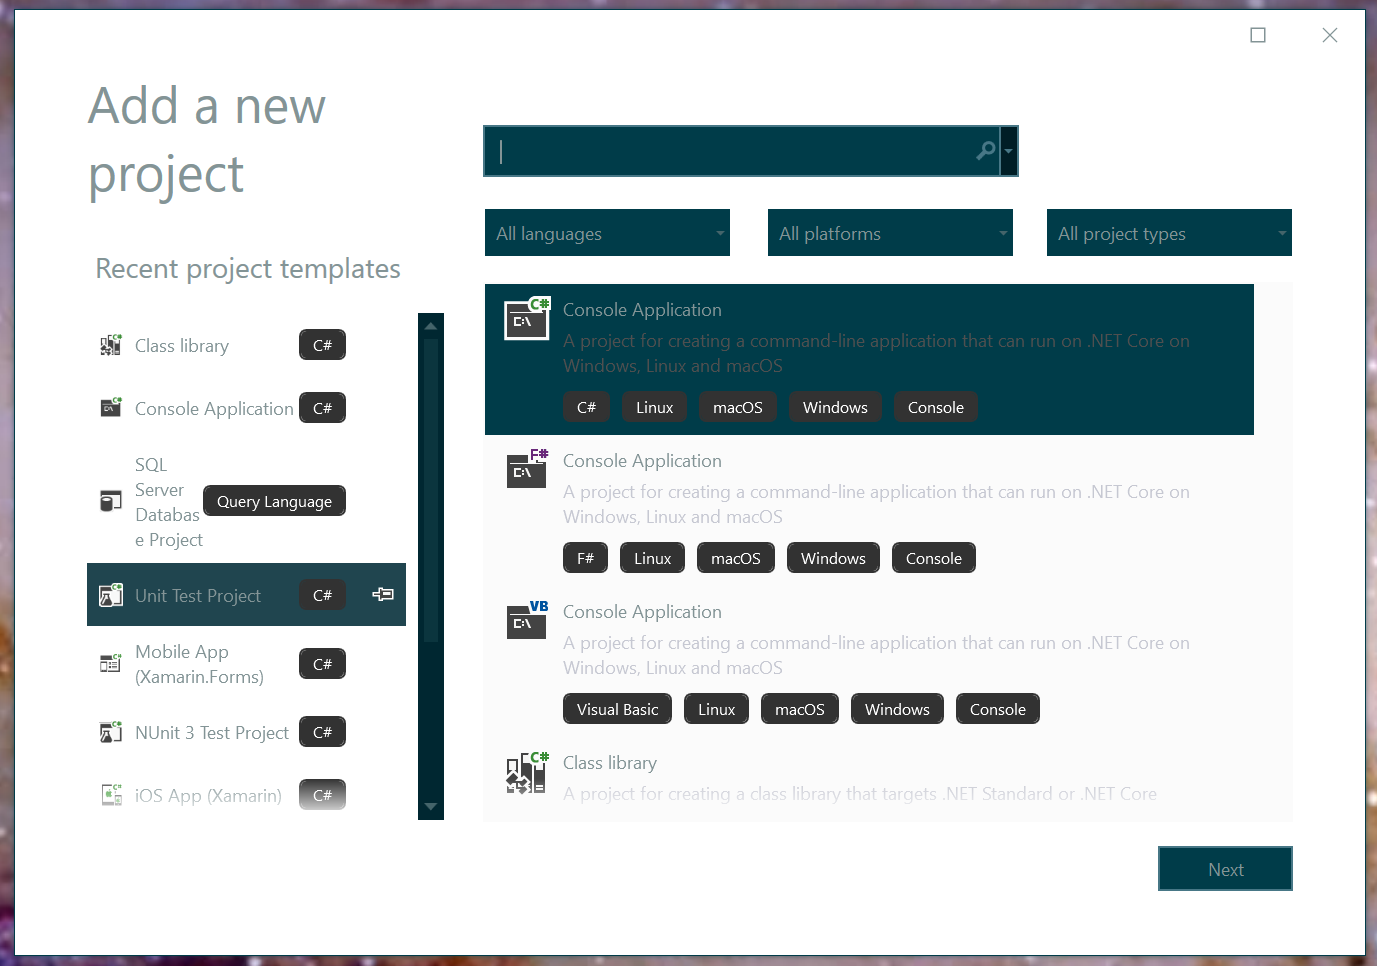 Add a new
project
Recent project templates
Class library C#
Console Application C#
SQL
Server
Databas
e Project
Query Language
Unit Test Project C#
Mobile App
(Xamarin.Forms)
C#
NUnit 3 Test Project C#
iOS App (Xamarin) C#
All languages All platforms All project types
C#
C:\
Console Application
A project for creating a command-line application that can run on .NET Core on
Windows, Linux and macOS
C# Linux macOS Windows Console
F#
C:\
Console Application
A project for creating a command-line application that can run on .NET Core on
Windows, Linux and macOS
F# Linux macOS Windows Console
VB
C:\
Console Application
A project for creating a command-line application that can run on .NET Core on
Windows, Linux and macOS
Visual Basic Linux macOS Windows Console
C#
Class library
A project for creating a class library that targets .NET Standard or .NET Core
Next